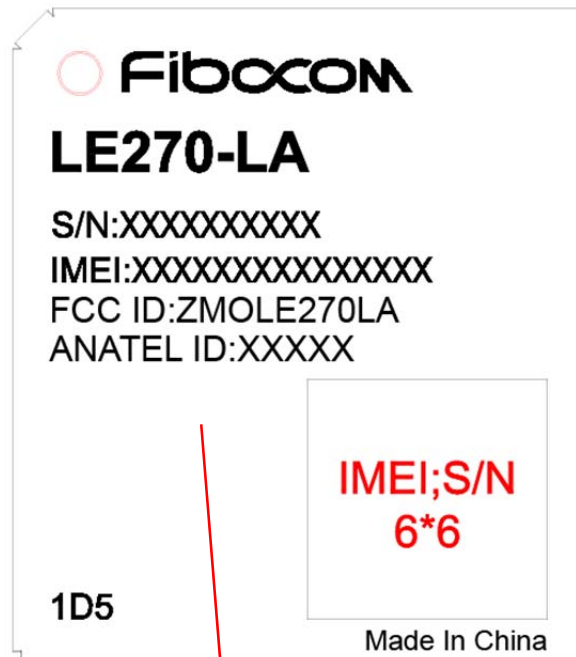 Fibocom
LE270-LA
S/N:XXXXXXXXXX
IMEI:XXXXXXXXXXXXXXX
FCC ID:ZMOLE270LA
ANATEL ID:XXXXX
IMEI;S/N
6*6
1D5
Made In China